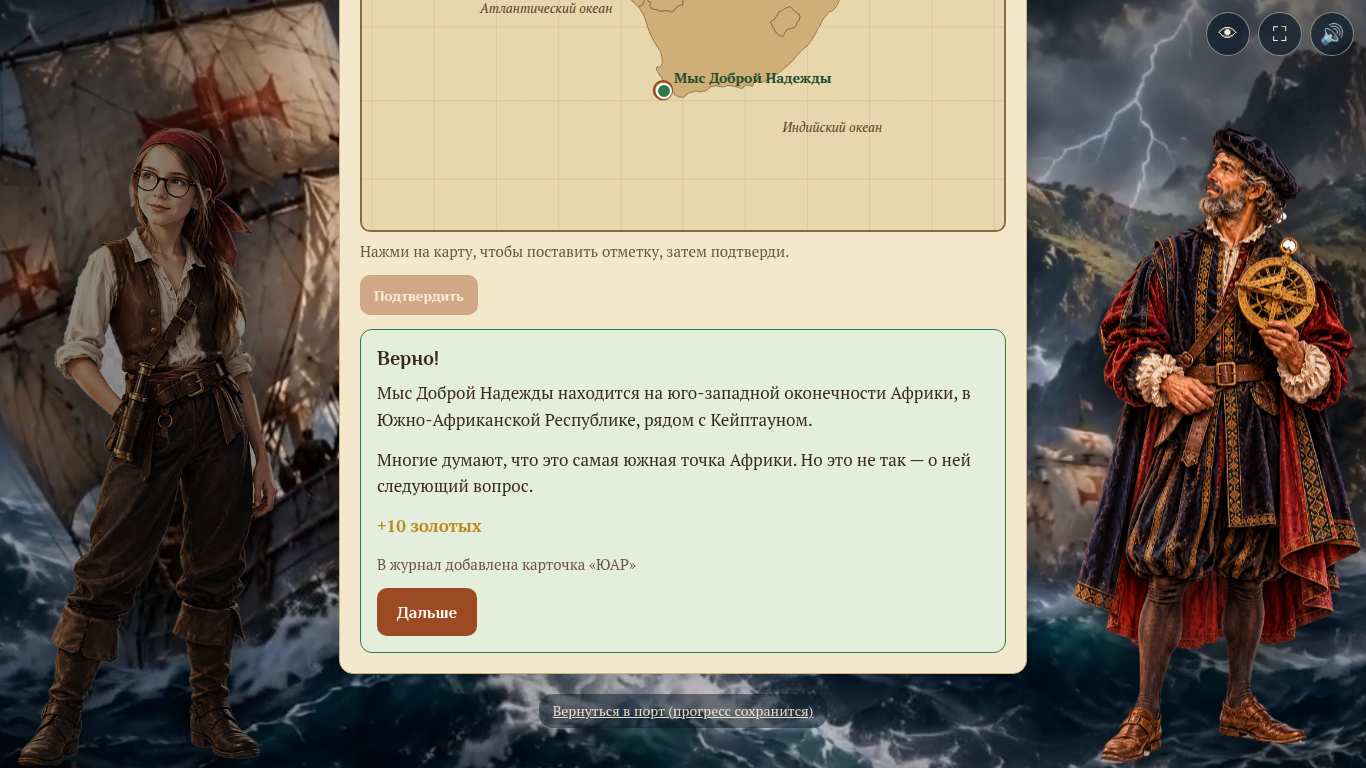 Атлантический океан
Мыс Доброй Надежды
Индийский океан
Нажми на карту, чтобы поставить отметку, затем подтверди.
Подтвердить
Верно!
Мыс Доброй Надежды находится на юго-западной оконечности Африки, в
Южно-Африканской Республике, рядом с Кейптауном.
Многие думают, что это самая южная точка Африки. Но это не так — о ней
следующий вопрос.
+10 золотых
В журнал добавлена карточка «ЮАР»
Дальше
Вернуться в порт (прогресс сохранится)